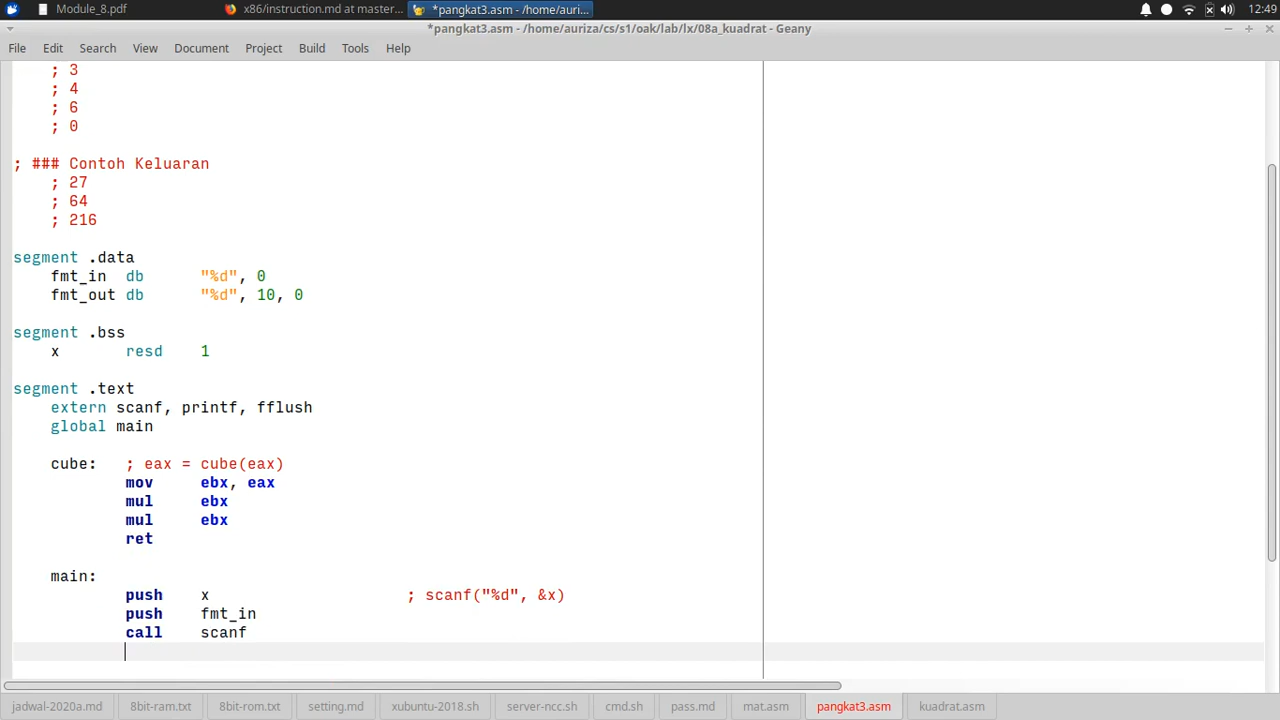 Module_8.pdf x86/instruction.md at master... *pangkat3.asm - /home/auri... 12:49
*pangkat3.asm - /home/auriza/cs/s1/oak/lab/lx/08a_kuadrat - Geany
File Edit Search View Document Project Build Tools Help
; 3
; 4
; 6
; 0
; ### Contoh Keluaran
; 27
; 64
; 216
segment .data
fmt_in db "%d", 0
fmt_out db "%d", 10, 0
segment .bss
x resd 1
segment .text
extern scanf, printf, fflush
global main
cube: ; eax = cube(eax)
mov ebx, eax
mul ebx
mul ebx
ret
main:
push x ; scanf("%d", &x)
push fmt_in
call scanf
jadwal-2020a.md 8bit-ram.txt 8bit-rom.txt setting.md xubuntu-2018.sh server-ncc.sh cmd.sh pass.md mat.asm pangkat3.asm kuadrat.asm